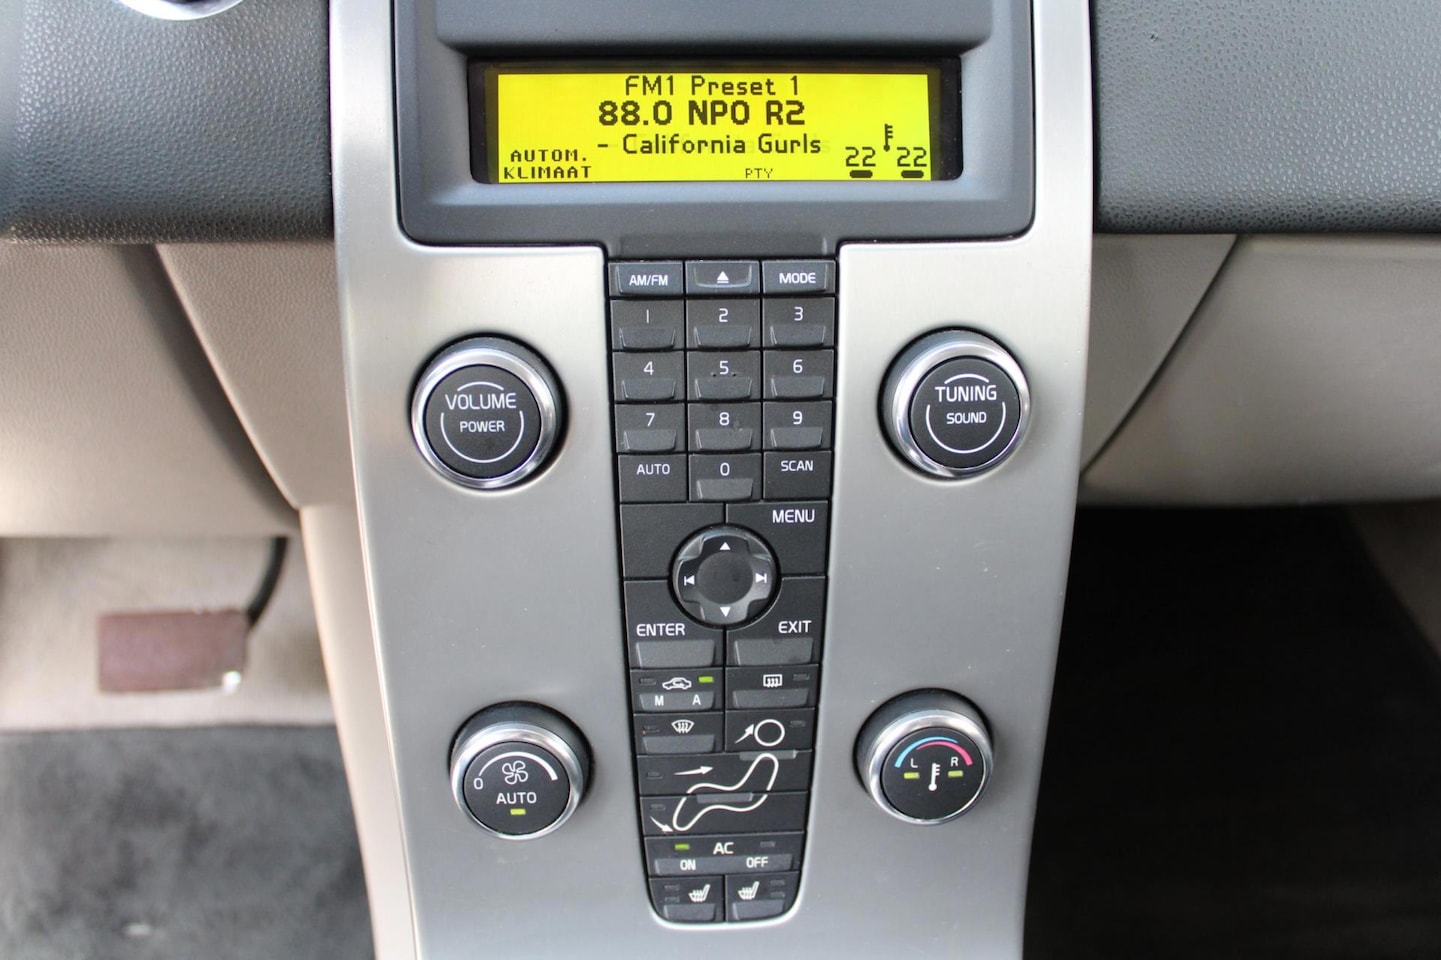 FM1 Preset 1
88.0 NPO R2
- California Gurls
AUTOM.
KLIMAAT
PTY
22 22
AM/FM
MODE
1 2 3
4 5 6
7 8 9
AUTO 0 SCAN
VOLUME
POWER
TUNING
SOUND
MENU
ENTER
EXIT
M A
0
AUTO
L R
AC
ON OFF